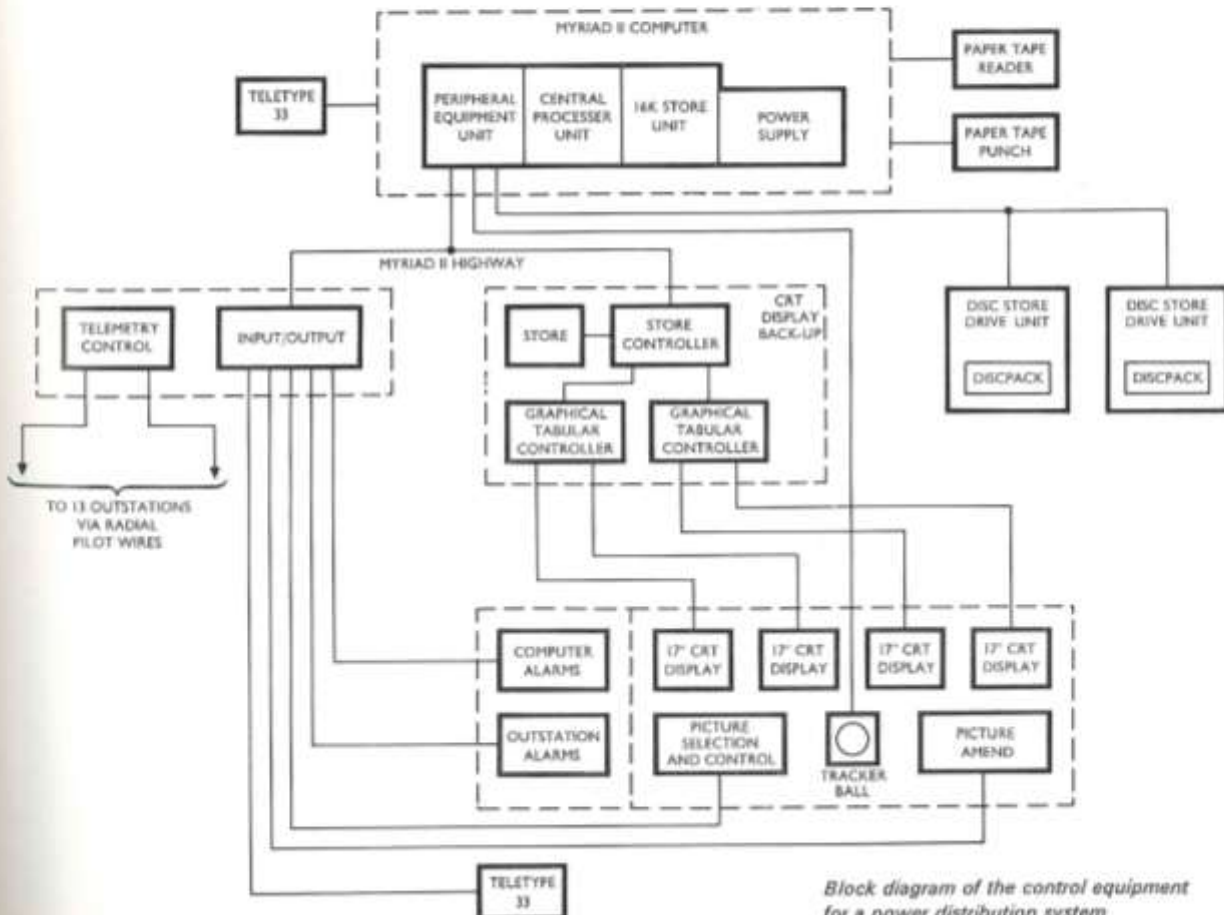 MYRIAD II COMPUTER
TELETYPE
33
PERIPHERAL
EQUIPMENT
UNIT
CENTRAL
PROCESSER
UNIT
16K STORE
UNIT
POWER
SUPPLY
PAPER TAPE
READER
PAPER TAPE
PUNCH
MYRIAD II HIGHWAY
TELEMETRY
CONTROL
INPUT/OUTPUT
STORE
STORE
CONTROLLER
CRT
DISPLAY
BACK-UP
GRAPHICAL
TABULAR
CONTROLLER
GRAPHICAL
TABULAR
CONTROLLER
DISC STORE
DRIVE UNIT
DISCPACK
DISC STORE
DRIVE UNIT
DISCPACK
TO 13 OUTSTATIONS
VIA RADIAL
PILOT WIRES
COMPUTER
ALARMS
OUTSTATION
ALARMS
17" CRT
DISPLAY
17" CRT
DISPLAY
17" CRT
DISPLAY
17" CRT
DISPLAY
PICTURE
SELECTION
AND CONTROL
TRACKER
BALL
PICTURE
AMEND
TELETYPE
33
Block diagram of the control equipment
for a power distribution system